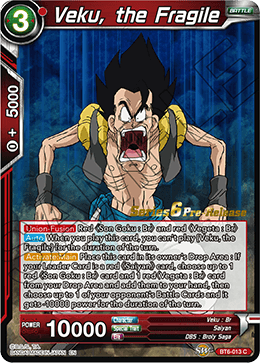 3
Veku, the Fragile
BATTLE
0 + 5000
Series 6 Pre-Release
Union-Fusion Red {Son Goku : Br} and red {Vegeta : Br}
Auto When you play this card, you can't play {Veku, the
Fragile} for the duration of the turn.
Activate: Main Place this card in its owner's Drop Area : If
your Leader Card is a red {Saiyan} card, choose up to 1
red {Son Goku : Br} card and 1 red {Vegeta : Br} card
from your Drop Area and add them to your hand, then
choose up to 1 of your opponent's Battle Cards and it
gets -10000 power for the duration of the turn.
POWER
10000
Character
Veku : Br
Special Trait
Saiyan
Era
DBS : Broly Saga
BT6-013 C